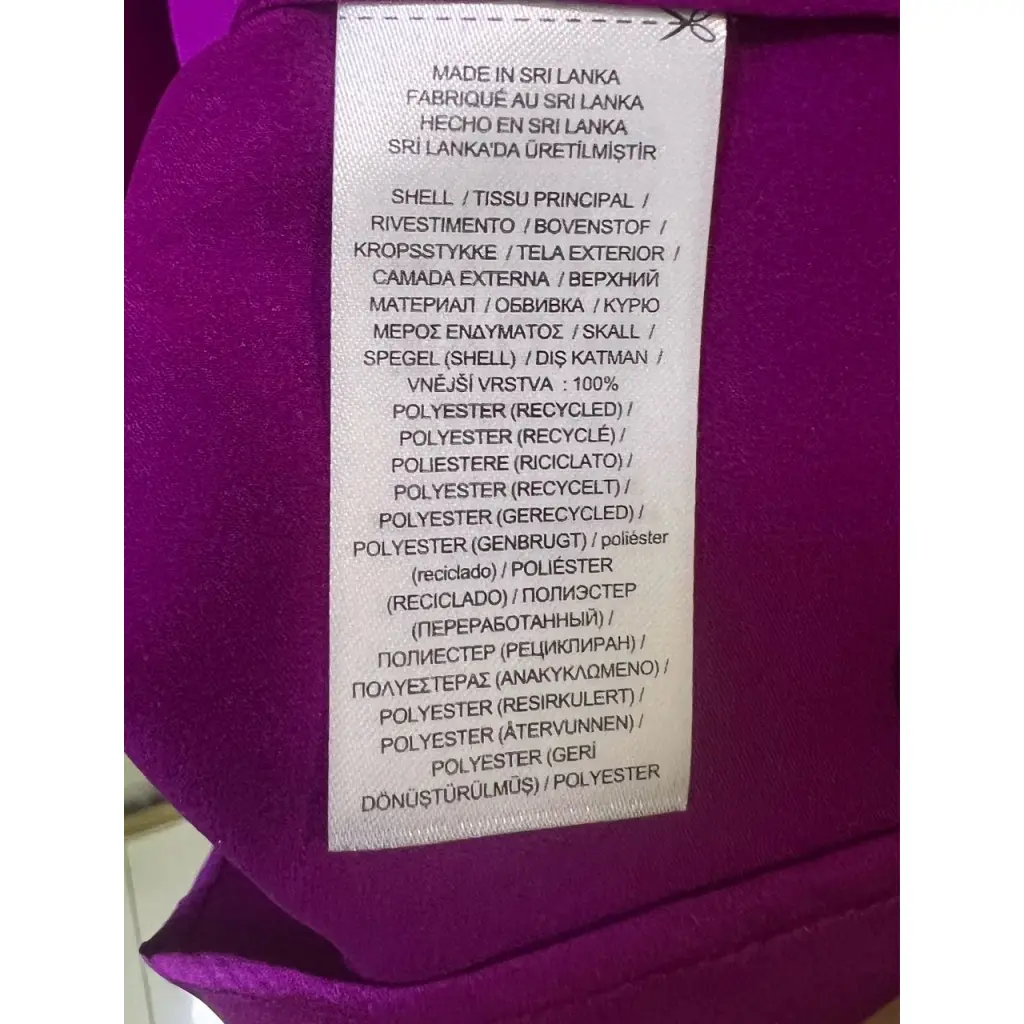 MADE IN SRI LANKA
FABRIQUÉ AU SRI LANKA
HECHO EN SRI LANKA
SRİ LANKA'DA ÜRETİLMİŞTİR
SHELL / TISSU PRINCIPAL /
RIVESTIMENTO / BOVENSTOF /
KROPSSTYKKE / TELA EXTERIOR /
CAMADA EXTERNA / ВЕРХНИЙ
МАТЕРИАЛ / ОБВИВКА / ΚΥΡΙΟ
ΜΕΡΟΣ ΕΝΔΥΜΑΤΟΣ / SKALL /
SPEGEL (SHELL) / DIŞ KATMAN /
VNĚJŠÍ VRSTVA : 100%
POLYESTER (RECYCLED) /
POLYESTER (RECYCLÉ) /
POLIESTERE (RICICLATO) /
POLYESTER (RECYCELT) /
POLYESTER (GERECYCLED) /
POLYESTER (GENBRUGT) / poliéster
(reciclado) / POLIÉSTER
(RECICLADO) / ПОЛИЭСТЕР
(ПЕРЕРАБОТАННЫЙ) /
ПОЛИЕСТЕР (РЕЦИКЛИРАН) /
ΠΟΛΥΕΣΤΕΡΑΣ (ΑΝΑΚΥΚΛΩΜΕΝΟ) /
POLYESTER (RESIRKULERT) /
POLYESTER (ÅTERVUNNEN) /
POLYESTER (GERİ
DÖNÜŞTÜRÜLMÜŞ) / POLYESTER